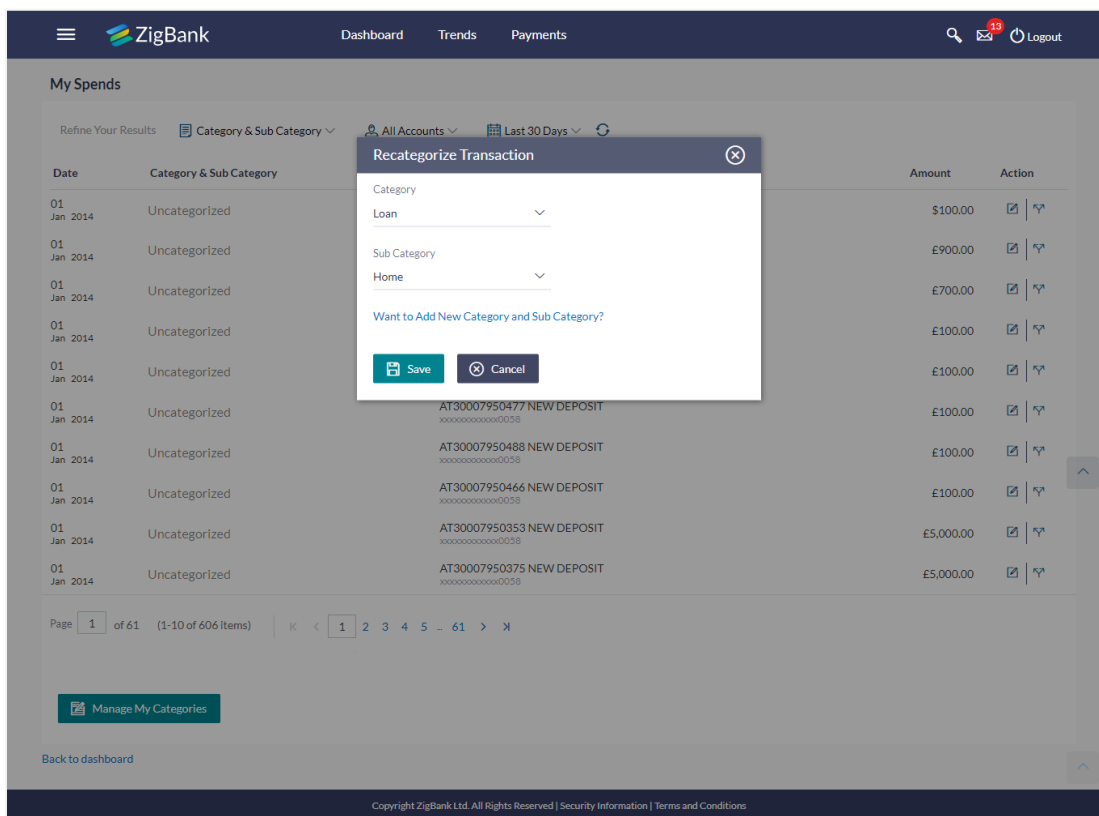 ZigBank Dashboard Trends Payments 13 Logout
My Spends
Refine Your Results Category & Sub Category All Accounts Last 30 Days
Recategorize Transaction
Date Category & Sub Category Amount Action
Category
Loan
01
Jan 2014 Uncategorized $100.00
Sub Category
Home
01
Jan 2014 Uncategorized £900.00
01
Jan 2014 Uncategorized £700.00
Want to Add New Category and Sub Category?
01
Jan 2014 Uncategorized £100.00
Save Cancel
01
Jan 2014 Uncategorized £100.00
01
Jan 2014 Uncategorized AT30007950477 NEW DEPOSIT £100.00
xxxxxxxxxxxx0058
01
Jan 2014 Uncategorized AT30007950488 NEW DEPOSIT £100.00
xxxxxxxxxxxx0058
01
Jan 2014 Uncategorized AT30007950466 NEW DEPOSIT £100.00
xxxxxxxxxxxx0058
01
Jan 2014 Uncategorized AT30007950353 NEW DEPOSIT £5,000.00
xxxxxxxxxxxx0058
01
Jan 2014 Uncategorized AT30007950375 NEW DEPOSIT £5,000.00
xxxxxxxxxxxx0058
Page 1 of 61 (1-10 of 606 items) K < 1 2 3 4 5 .. 61 >
Manage My Categories
Back to dashboard
Copyright ZigBank Ltd. All Rights Reserved | Security Information | Terms and Conditions